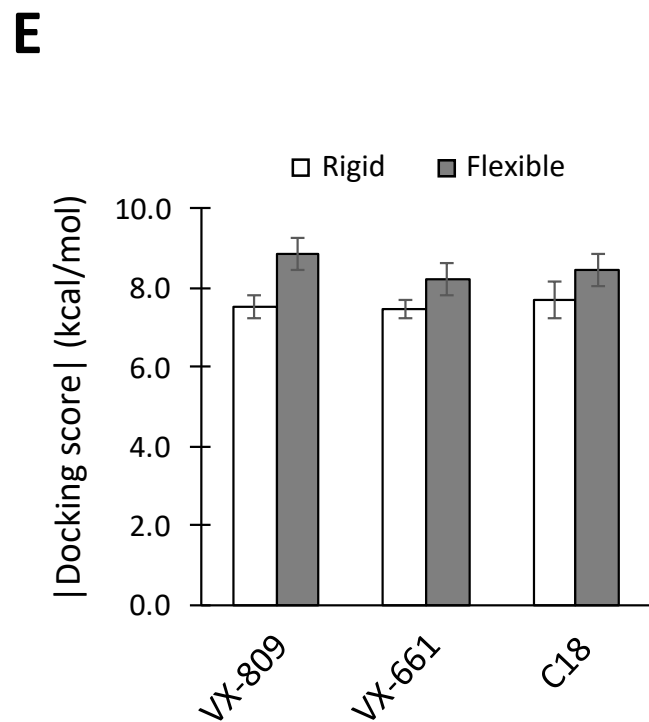 E
Rigid Flexible
|Docking score| (kcal/mol)
10.0
8.0
6.0
4.0
2.0
0.0
VX-809
VX-661
C18